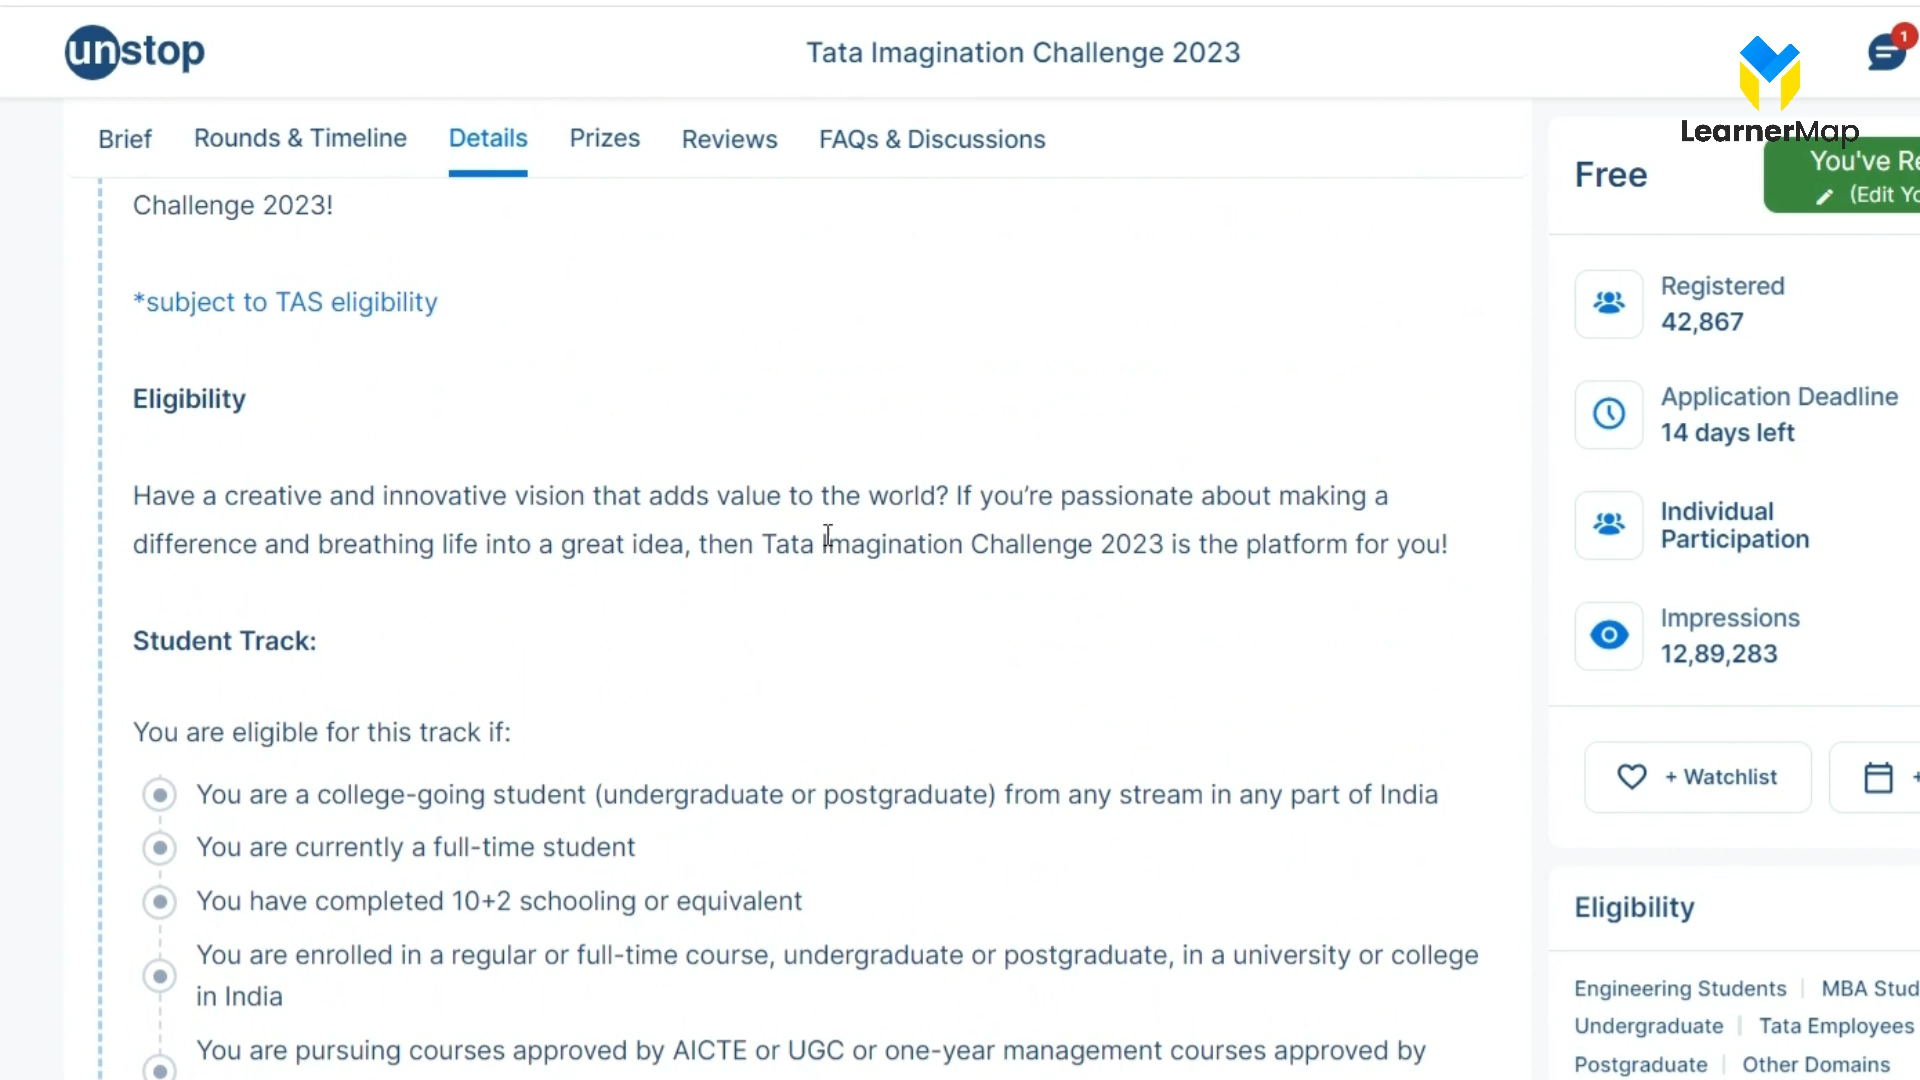 unstop
Tata Imagination Challenge 2023
1
LearnerMap
Brief Rounds & Timeline Details Prizes Reviews FAQs & Discussions
Challenge 2023!
*subject to TAS eligibility
Eligibility
Have a creative and innovative vision that adds value to the world? If you’re passionate about making a
difference and breathing life into a great idea, then Tata Imagination Challenge 2023 is the platform for you!
Student Track:
You are eligible for this track if:
You are a college-going student (undergraduate or postgraduate) from any stream in any part of India
You are currently a full-time student
You have completed 10+2 schooling or equivalent
You are enrolled in a regular or full-time course, undergraduate or postgraduate, in a university or college
in India
You are pursuing courses approved by AICTE or UGC or one-year management courses approved by
Free
You've Re
(Edit Yo
Registered
42,867
Application Deadline
14 days left
Individual
Participation
Impressions
12,89,283
+ Watchlist
+
Eligibility
Engineering Students | MBA Stud
Undergraduate | Tata Employees
Postgraduate | Other Domains